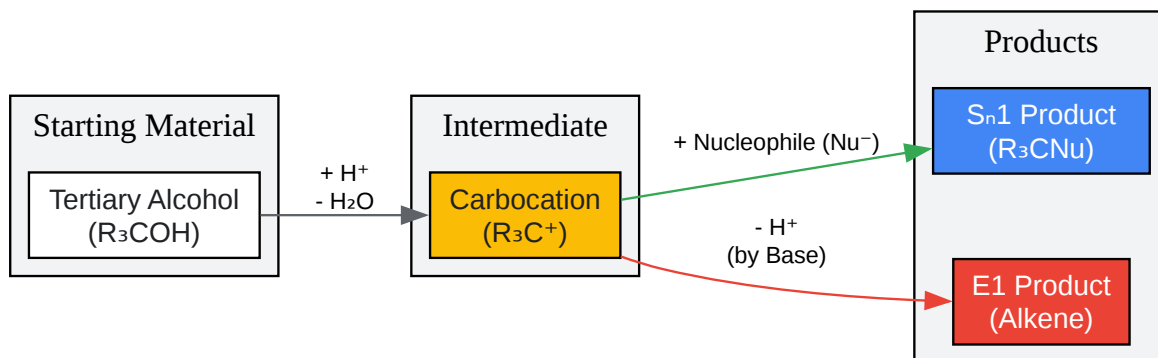 Starting Material
Tertiary Alcohol
(R₃COH)
+ H⁺
- H₂O
Intermediate
Carbocation
(R₃C⁺)
+ Nucleophile (Nu⁻)
- H⁺
(by Base)
Products
Sₙ1 Product
(R₃CNu)
E1 Product
(Alkene)